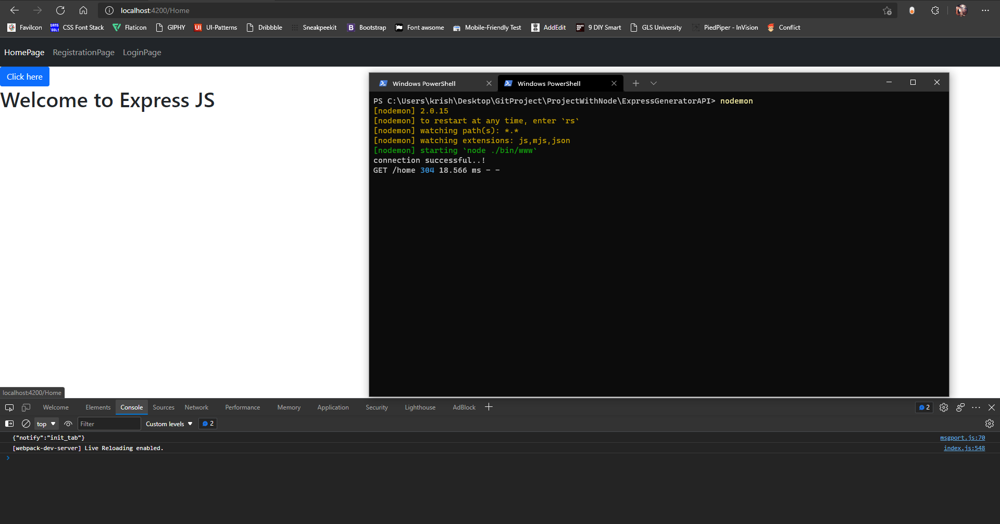 localhost:4200/Home
FaviIcon CSS Font Stack Flaticon GIPHY UI UI-Patterns Dribbble Sneakpeekit B Bootstrap Font awsome Mobile-Friendly Test AddEdit 9 DIY Smart GLS University PiedPiper - InVision Conflict
HomePage RegistrationPage LoginPage
Click here
Welcome to Express JS
Windows PowerShell Windows PowerShell
PS C:\Users\krish\Desktop\GitProject\ProjectWithNode\ExpressGeneratorAPI> nodemon
[nodemon] 2.0.15
[nodemon] to restart at any time, enter `rs`
[nodemon] watching path(s): *.*
[nodemon] watching extensions: js,mjs,json
[nodemon] starting `node ./bin/www`
connection successful..!
GET /home 304 18.566 ms - -
localhost:4200/Home
Welcome Elements Console Sources Network Performance Memory Application Security Lighthouse AdBlock 2
top Filter Custom levels 2
{"notify":"init_tab"} msgport.js:70
[webpack-dev-server] Live Reloading enabled. index.js:548